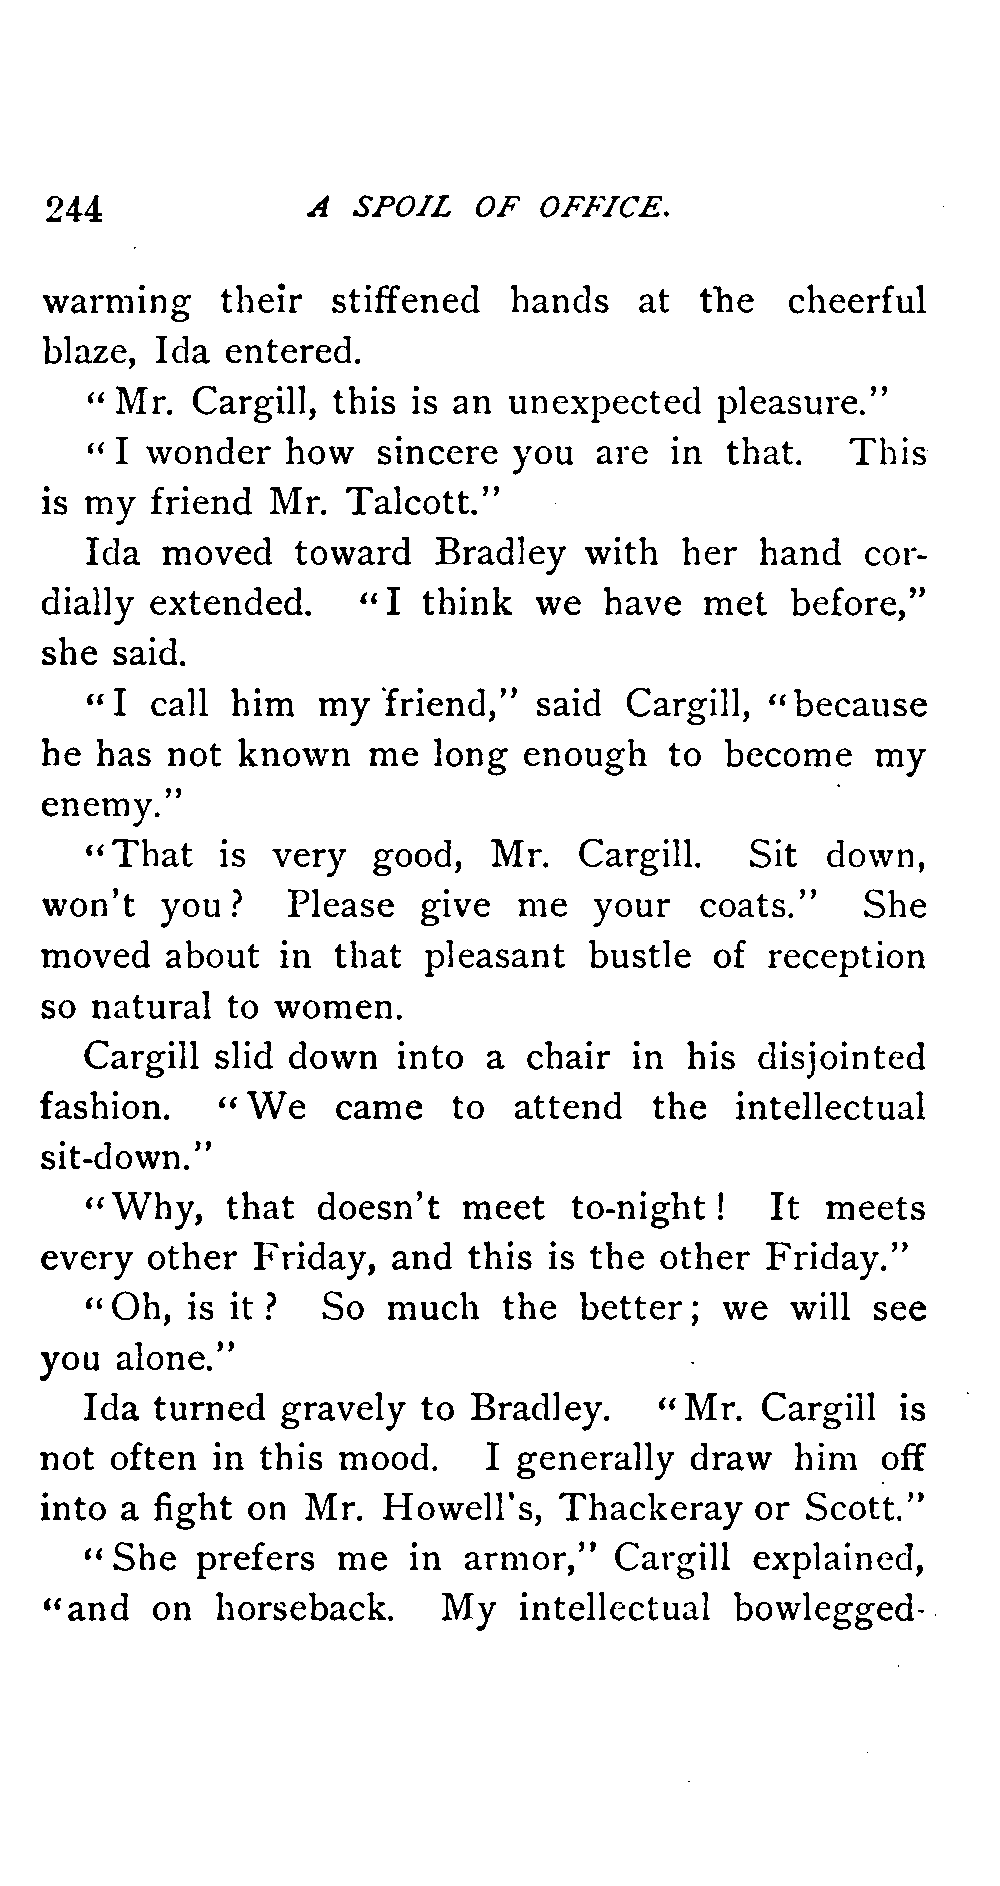 244 A SPOIL OF OFFICE.
warming their stiffened hands at the cheerful
blaze, Ida entered.
"Mr. Cargill, this is an unexpected pleasure."
"I wonder how sincere you are in that. This
is my friend Mr. Talcott."
Ida moved toward Bradley with her hand cor-
dially extended. "I think we have met before,"
she said.
"I call him my friend," said Cargill, "because
he has not known me long enough to become my
enemy."
"That is very good, Mr. Cargill. Sit down,
won't you? Please give me your coats." She
moved about in that pleasant bustle of reception
so natural to women.
Cargill slid down into a chair in his disjointed
fashion. "We came to attend the intellectual
sit-down."
"Why, that doesn't meet to-night! It meets
every other Friday, and this is the other Friday."
"Oh, is it? So much the better; we will see
you alone."
Ida turned gravely to Bradley. "Mr. Cargill is
not often in this mood. I generally draw him off
into a fight on Mr. Howell's, Thackeray or Scott."
"She prefers me in armor," Cargill explained,
"and on horseback. My intellectual bowlegged-